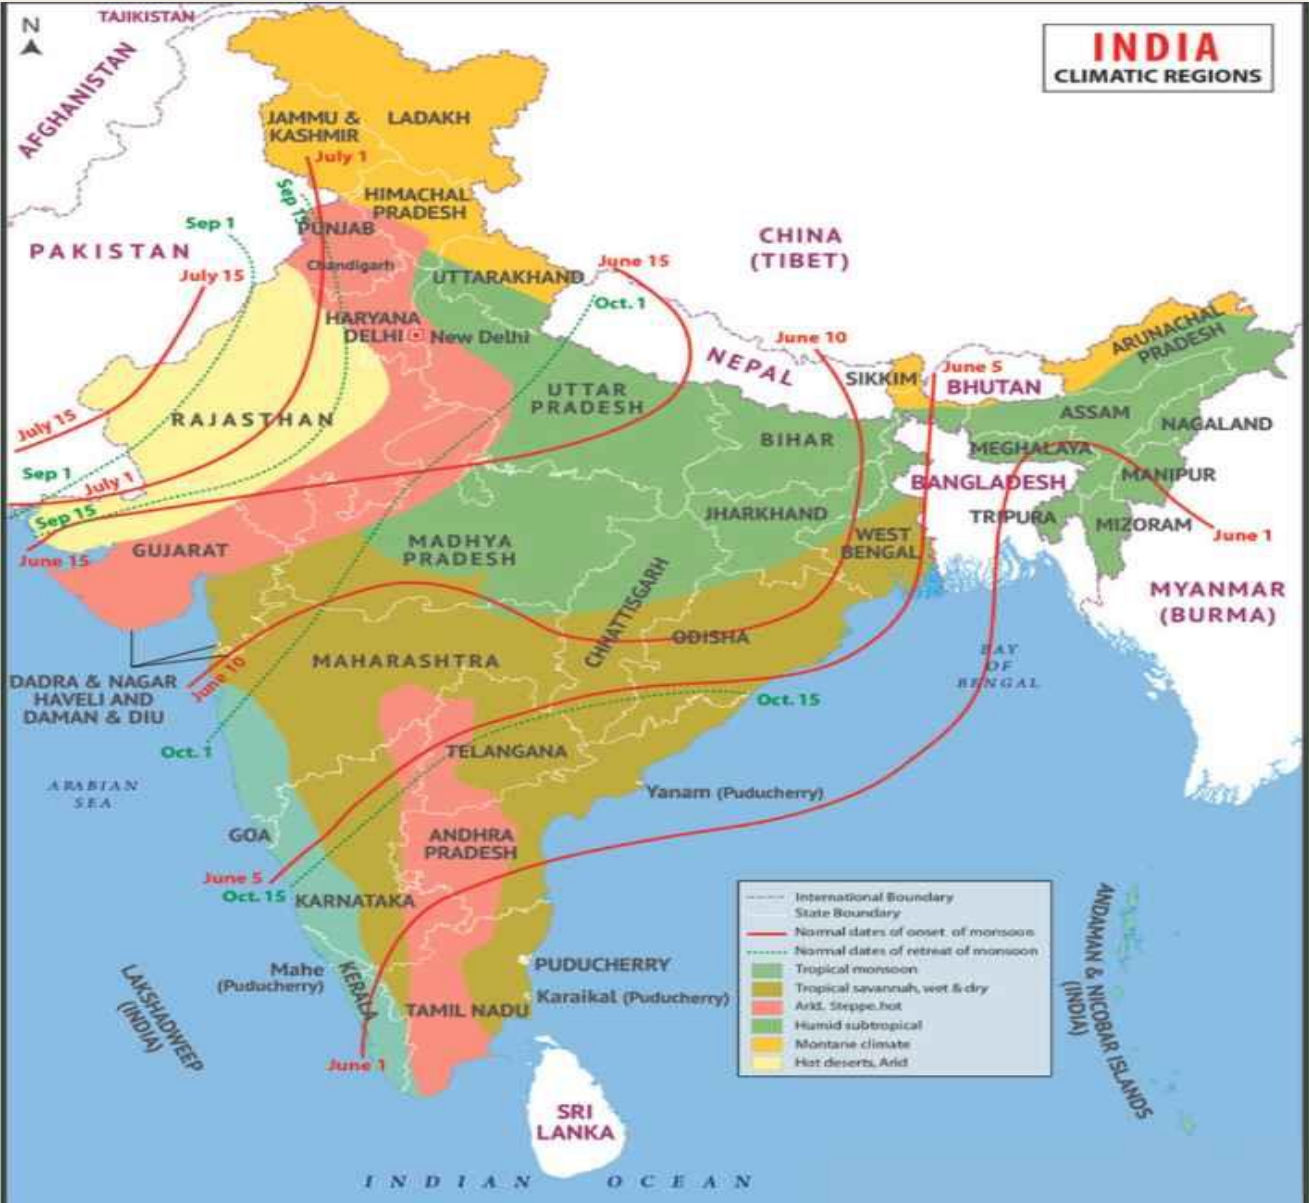 N
TAJIKISTAN
INDIA
CLIMATIC REGIONS
AFGHANISTAN
JAMMU &
KASHMIR
LADAKH
July 1
HIMACHAL
PRADESH
Sep 15
Sep 1
PUNJAB
PAKISTAN
CHINA
(TIBET)
Chandigarh
July 15
UTTARAKHAND
June 15
Oct. 1
HARYANA
DELHI
New Delhi
June 10
NEPAL
ARUNACHAL
PRADESH
SIKKIM
June 5
BHUTAN
UTTAR
PRADESH
July 15
RAJASTHAN
ASSAM
NAGALAND
BIHAR
MEGHALAYA
Sep 1
July 1
MANIPUR
BANGLADESH
Sep 15
JHARKHAND
TRIPURA
MIZORAM
June 1
WEST
BENGAL
GUJARAT
MADHYA
PRADESH
June 15
MYANMAR
(BURMA)
CHHATTISGARH
ODISHA
BAY
OF
BENGAL
MAHARASHTRA
June 10
DADRA & NAGAR
HAVELI AND
DAMAN & DIU
Oct. 15
Oct. 1
TELANGANA
ARABIAN
SEA
Yanam (Puducherry)
GOA
ANDHRA
PRADESH
June 5
Oct. 15
KARNATAKA
International Boundary
State Boundary
Normal dates of onset of monsoon
Normal dates of retreat of monsoon
Tropical monsoon
Tropical savannah, wet & dry
Arid, Steppe, hot
Humid subtropical
Montane climate
Hot deserts, Arid
ANDAMAN & NICOBAR ISLANDS
(INDIA)
LAKSHADWEEP
(INDIA)
Mahe
(Puducherry)
KERALA
PUDUCHERRY
Karaikal (Puducherry)
TAMIL NADU
June 1
SRI
LANKA
INDIAN OCEAN